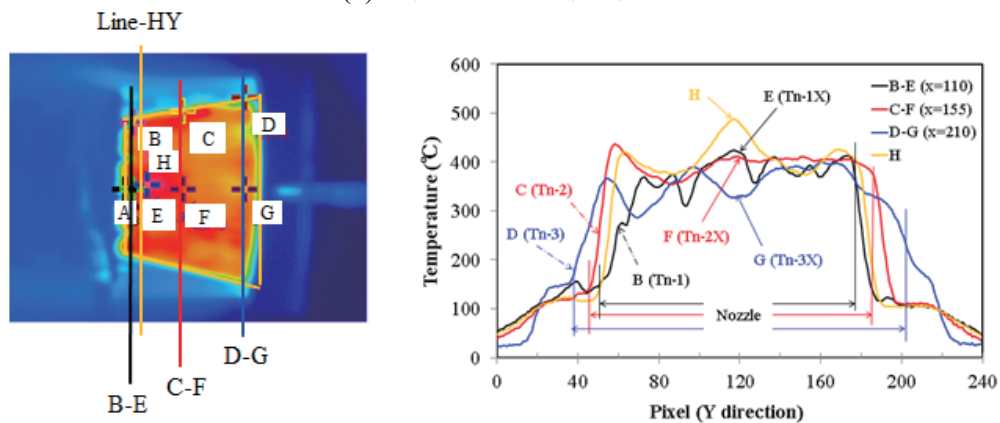 Line-HY
B
C
D
H
A
E
F
G
D-G
C-F
B-E
Temperature (℃)
600
500
400
300
200
100
0
0
40
80
120
160
200
240
Pixel (Y direction)
H
E (Tn-1X)
C (Tn-2)
D (Tn-3)
F (Tn-2X)
B (Tn-1)
G (Tn-3X)
Nozzle
B-E (x=110)
C-F (x=155)
D-G (x=210)
H